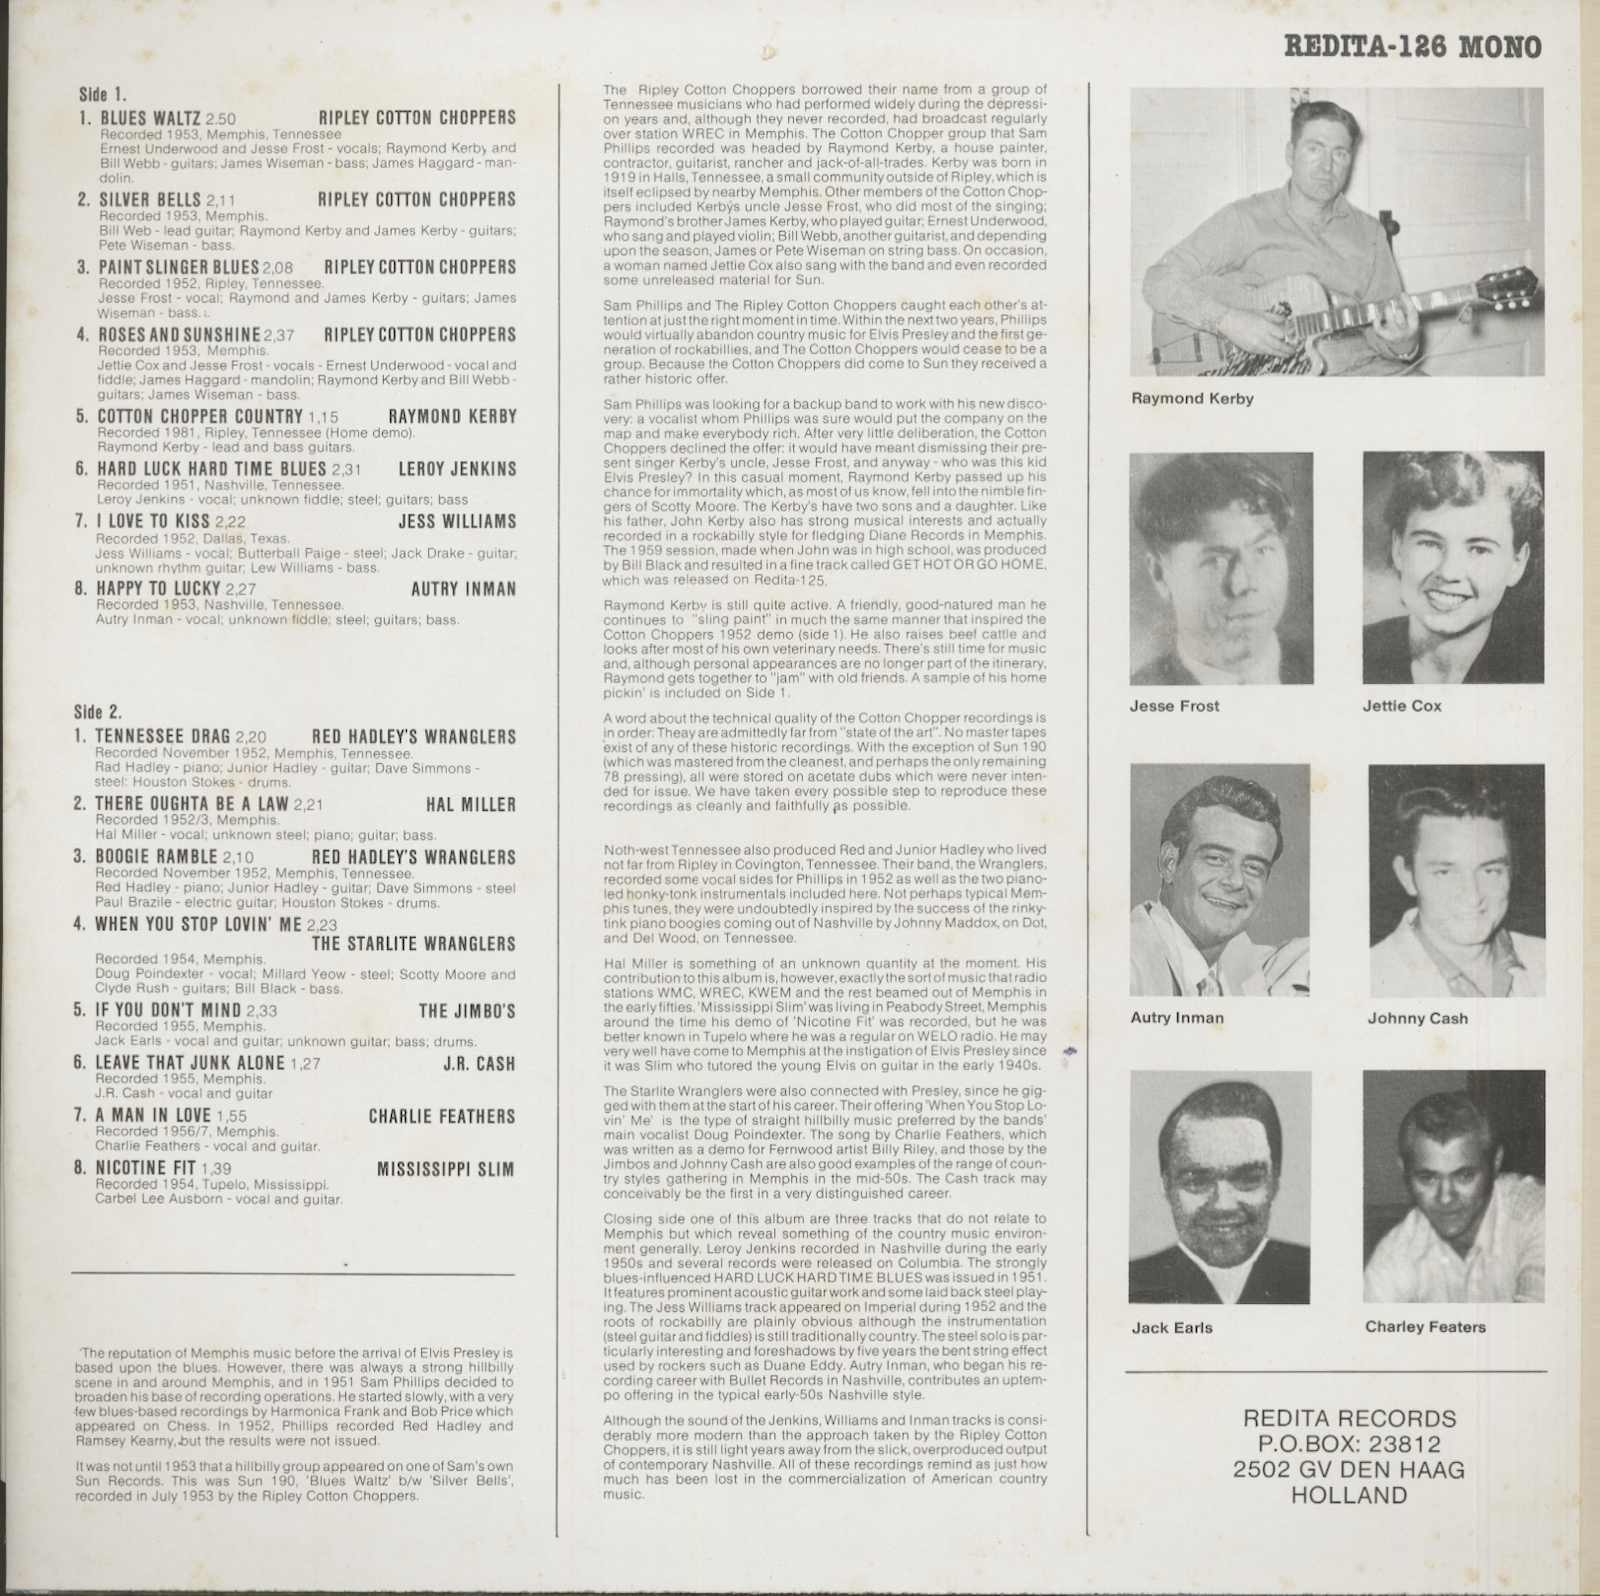 REDITA-126 MONO
Side 1.
1. BLUES WALTZ 2.50 RIPLEY COTTON CHOPPERS
Recorded 1953, Memphis, Tennessee
Ernest Underwood and Jesse Frost - vocals; Raymond Kerby and
Bill Webb - guitars; James Wiseman - bass; James Haggard - man-
dolin.
2. SILVER BELLS 2,11 RIPLEY COTTON CHOPPERS
Recorded 1953, Memphis.
Bill Web - lead guitar; Raymond Kerby and James Kerby - guitars;
Pete Wiseman - bass.
3. PAINT SLINGER BLUES 2,08 RIPLEY COTTON CHOPPERS
Recorded 1952, Ripley, Tennessee.
Jesse Frost - vocal; Raymond and James Kerby - guitars; James
Wiseman - bass.
4. ROSES AND SUNSHINE 2,37 RIPLEY COTTON CHOPPERS
Recorded 1953, Memphis.
Jettie Cox and Jesse Frost - vocals - Ernest Underwood - vocal and
fiddle; James Haggard - mandolin; Raymond Kerby and Bill Webb -
guitars; James Wiseman - bass.
5. COTTON CHOPPER COUNTRY 1,15 RAYMOND KERBY
Recorded 1981, Ripley, Tennessee (Home demo).
Raymond Kerby - lead and bass guitars.
6. HARD LUCK HARD TIME BLUES 2,31 LEROY JENKINS
Recorded 1951, Nashville, Tennessee.
Leroy Jenkins - vocal; unknown fiddle; steel; guitars; bass
7. I LOVE TO KISS 2,22 JESS WILLIAMS
Recorded 1952, Dallas, Texas.
Jess Williams - vocal; Butterball Paige - steel; Jack Drake - guitar;
unknown rhythm guitar; Lew Williams - bass.
8. HAPPY TO LUCKY 2,27 AUTRY INMAN
Recorded 1953, Nashville, Tennessee.
Autry Inman - vocal; unknown fiddle; steel; guitars; bass.
Side 2.
1. TENNESSEE DRAG 2,20 RED HADLEY'S WRANGLERS
Recorded November 1952, Memphis, Tennessee.
Rad Hadley - piano; Junior Hadley - guitar; Dave Simmons -
steel: Houston Stokes - drums.
2. THERE OUGHTA BE A LAW 2,21 HAL MILLER
Recorded 1952/3, Memphis.
Hal Miller - vocal; unknown steel; piano; guitar; bass.
3. BOOGIE RAMBLE 2,10 RED HADLEY'S WRANGLERS
Recorded November 1952, Memphis, Tennessee.
Red Hadley - piano; Junior Hadley - guitar; Dave Simmons - steel
Paul Brazile - electric guitar; Houston Stokes - drums.
4. WHEN YOU STOP LOVIN' ME 2,23
THE STARLITE WRANGLERS
Recorded 1954, Memphis.
Doug Poindexter - vocal; Millard Yeow - steel; Scotty Moore and
Clyde Rush - guitars; Bill Black - bass.
5. IF YOU DON'T MIND 2,33 THE JIMBO'S
Recorded 1955, Memphis.
Jack Earls - vocal and guitar; unknown guitar; bass; drums.
6. LEAVE THAT JUNK ALONE 1,27 J.R. CASH
Recorded 1955, Memphis.
J.R. Cash - vocal and guitar
7. A MAN IN LOVE 1,55 CHARLIE FEATHERS
Recorded 1956/7, Memphis.
Charlie Feathers - vocal and guitar.
8. NICOTINE FIT 1,39 MISSISSIPPI SLIM
Recorded 1954, Tupelo, Mississippi.
Carbel Lee Ausborn - vocal and guitar.
'The reputation of Memphis music before the arrival of Elvis Presley is
based upon the blues. However, there was always a strong hillbilly
scene in and around Memphis, and in 1951 Sam Phillips decided to
broaden his base of recording operations. He started slowly, with a very
few blues-based recordings by Harmonica Frank and Bob Price which
appeared on Chess. In 1952, Phillips recorded Red Hadley and
Ramsey Kearny, but the results were not issued.
It was not until 1953 that a hillbilly group appeared on one of Sam's own
Sun Records. This was Sun 190, 'Blues Waltz' b/w 'Silver Bells',
recorded in July 1953 by the Ripley Cotton Choppers.
The Ripley Cotton Choppers borrowed their name from a group of
Tennessee musicians who had performed widely during the depressi-
on years and, although they never recorded, had broadcast regularly
over station WREC in Memphis. The Cotton Chopper group that Sam
Phillips recorded was headed by Raymond Kerby, a house painter,
contractor, guitarist, rancher and jack-of-all-trades. Kerby was born in
1919 in Halls, Tennessee, a small community outside of Ripley, which is
itself eclipsed by nearby Memphis. Other members of the Cotton Chop-
pers included Kerby's uncle Jesse Frost, who did most of the singing;
Raymond's brother James Kerby, who played guitar; Ernest Underwood,
who sang and played violin; Bill Webb, another guitarist, and depending
upon the season, James or Pete Wiseman on string bass. On occasion,
a woman named Jettie Cox also sang with the band and even recorded
some unreleased material for Sun.
Sam Phillips and The Ripley Cotton Choppers caught each other's at-
tention at just the right moment in time. Within the next two years, Phillips
would virtually abandon country music for Elvis Presley and the first ge-
neration of rockabillies, and The Cotton Choppers would cease to be a
group. Because the Cotton Choppers did come to Sun they received a
rather historic offer.
Sam Phillips was looking for a backup band to work with his new disco-
very: a vocalist whom Phillips was sure would put the company on the
map and make everybody rich. After very little deliberation, the Cotton
Choppers declined the offer: it would have meant dismissing their pre-
sent singer Kerby's uncle, Jesse Frost, and anyway - who was this kid
Elvis Presley? In this casual moment, Raymond Kerby passed up his
chance for immortality which, as most of us know, fell into the nimble fin-
gers of Scotty Moore. The Kerby's have two sons and a daughter. Like
his father, John Kerby also has strong musical interests and actually
recorded in a rockabilly style for fledging Diane Records in Memphis.
The 1959 session, made when John was in high school, was produced
by Bill Black and resulted in a fine track called GET HOT OR GO HOME,
which was released on Redita-125.
Raymond Kerby is still quite active. A friendly, good-natured man he
continues to "sling paint" in much the same manner that inspired the
Cotton Choppers 1952 demo (side 1). He also raises beef cattle and
looks after most of his own veterinary needs. There's still time for music
and, although personal appearances are no longer part of the itinerary,
Raymond gets together to "jam" with old friends. A sample of his home
pickin' is included on Side 1.
A word about the technical quality of the Cotton Chopper recordings is
in order: Theay are admittedly far from "state of the art". No master tapes
exist of any of these historic recordings. With the exception of Sun 190
(which was mastered from the cleanest, and perhaps the only remaining
78 pressing), all were stored on acetate dubs which were never inten-
ded for issue. We have taken every possible step to reproduce these
recordings as cleanly and faithfully as possible.
Noth-west Tennessee also produced Red and Junior Hadley who lived
not far from Ripley in Covington, Tennessee. Their band, the Wranglers,
recorded some vocal sides for Phillips in 1952 as well as the two piano-
led honky-tonk instrumentals included here. Not perhaps typical Mem-
phis tunes, they were undoubtedly inspired by the success of the rinky-
tink piano boogies coming out of Nashville by Johnny Maddox, on Dot,
and Del Wood, on Tennessee.
Hal Miller is something of an unknown quantity at the moment. His
contribution to this album is, however, exactly the sort of music that radio
stations WMC, WREC, KWEM and the rest beamed out of Memphis in
the early fifties. 'Mississippi Slim' was living in Peabody Street, Memphis
around the time his demo of 'Nicotine Fit' was recorded, but he was
better known in Tupelo where he was a regular on WELO radio. He may
very well have come to Memphis at the instigation of Elvis Presley since
it was Slim who tutored the young Elvis on guitar in the early 1940s.
The Starlite Wranglers were also connected with Presley, since he gig-
ged with them at the start of his career. Their offering 'When You Stop Lo-
vin' Me' is the type of straight hillbilly music preferred by the bands'
main vocalist Doug Poindexter. The song by Charlie Feathers, which
was written as a demo for Fernwood artist Billy Riley, and those by the
Jimbos and Johnny Cash are also good examples of the range of coun-
try styles gathering in Memphis in the mid-50s. The Cash track may
conceivably be the first in a very distinguished career.
Closing side one of this album are three tracks that do not relate to
Memphis but which reveal something of the country music environ-
ment generally. Leroy Jenkins recorded in Nashville during the early
1950s and several records were released on Columbia. The strongly
blues-influenced HARD LUCK HARD TIME BLUES was issued in 1951.
It features prominent acoustic guitar work and some laid back steel play-
ing. The Jess Williams track appeared on Imperial during 1952 and the
roots of rockabilly are plainly obvious although the instrumentation
(steel guitar and fiddles) is still traditionally country. The steel solo is par-
ticularly interesting and foreshadows by five years the bent string effect
used by rockers such as Duane Eddy. Autry Inman, who began his re-
cording career with Bullet Records in Nashville, contributes an uptem-
po offering in the typical early-50s Nashville style.
Although the sound of the Jenkins, Williams and Inman tracks is consi-
derably more modern than the approach taken by the Ripley Cotton
Choppers, it is still light years away from the slick, overproduced output
of contemporary Nashville. All of these recordings remind as just how
much has been lost in the commercialization of American country
music.
Raymond Kerby
Jesse Frost
Jettie Cox
Autry Inman
Johnny Cash
Jack Earls
Charley Featers
REDITA RECORDS
P.O.BOX: 23812
2502 GV DEN HAAG
HOLLAND